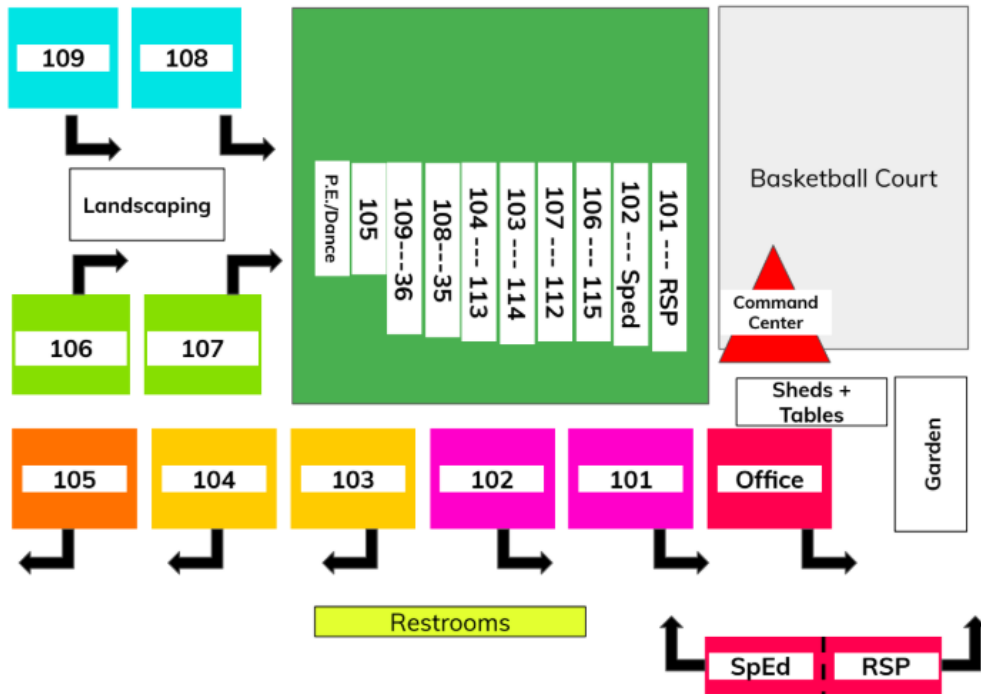 109
108
Landscaping
106
107
P.E./Dance
105
109---36
108---35
104 --- 113
103 --- 114
107 --- 112
106 --- 115
102 --- Sped
101 --- RSP
Basketball Court
Command
Center
Sheds +
Tables
Garden
105
104
103
102
101
Office
Restrooms
SpEd
RSP